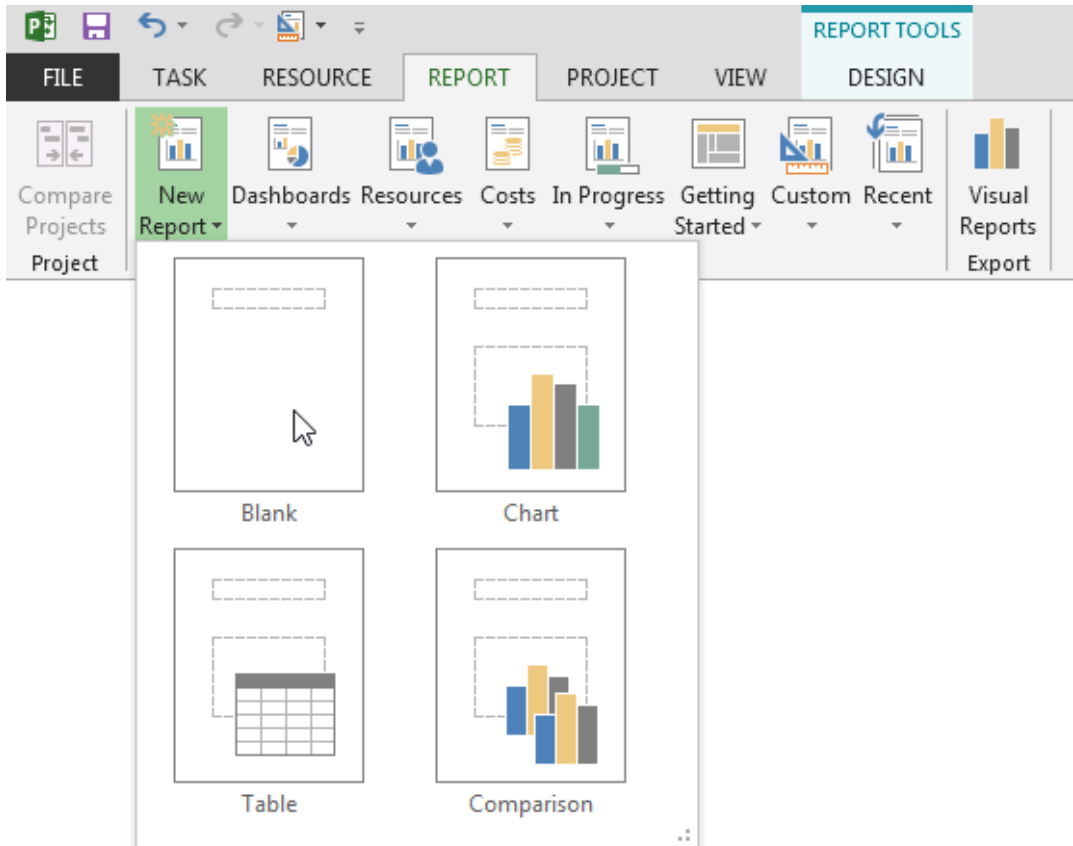 P
REPORT TOOLS
FILE TASK RESOURCE REPORT PROJECT VIEW DESIGN
Compare Projects
New Report
Dashboards
Resources
Costs
In Progress
Getting Started
Custom
Recent
Visual Reports
Project
Export
Blank
Chart
Table
Comparison